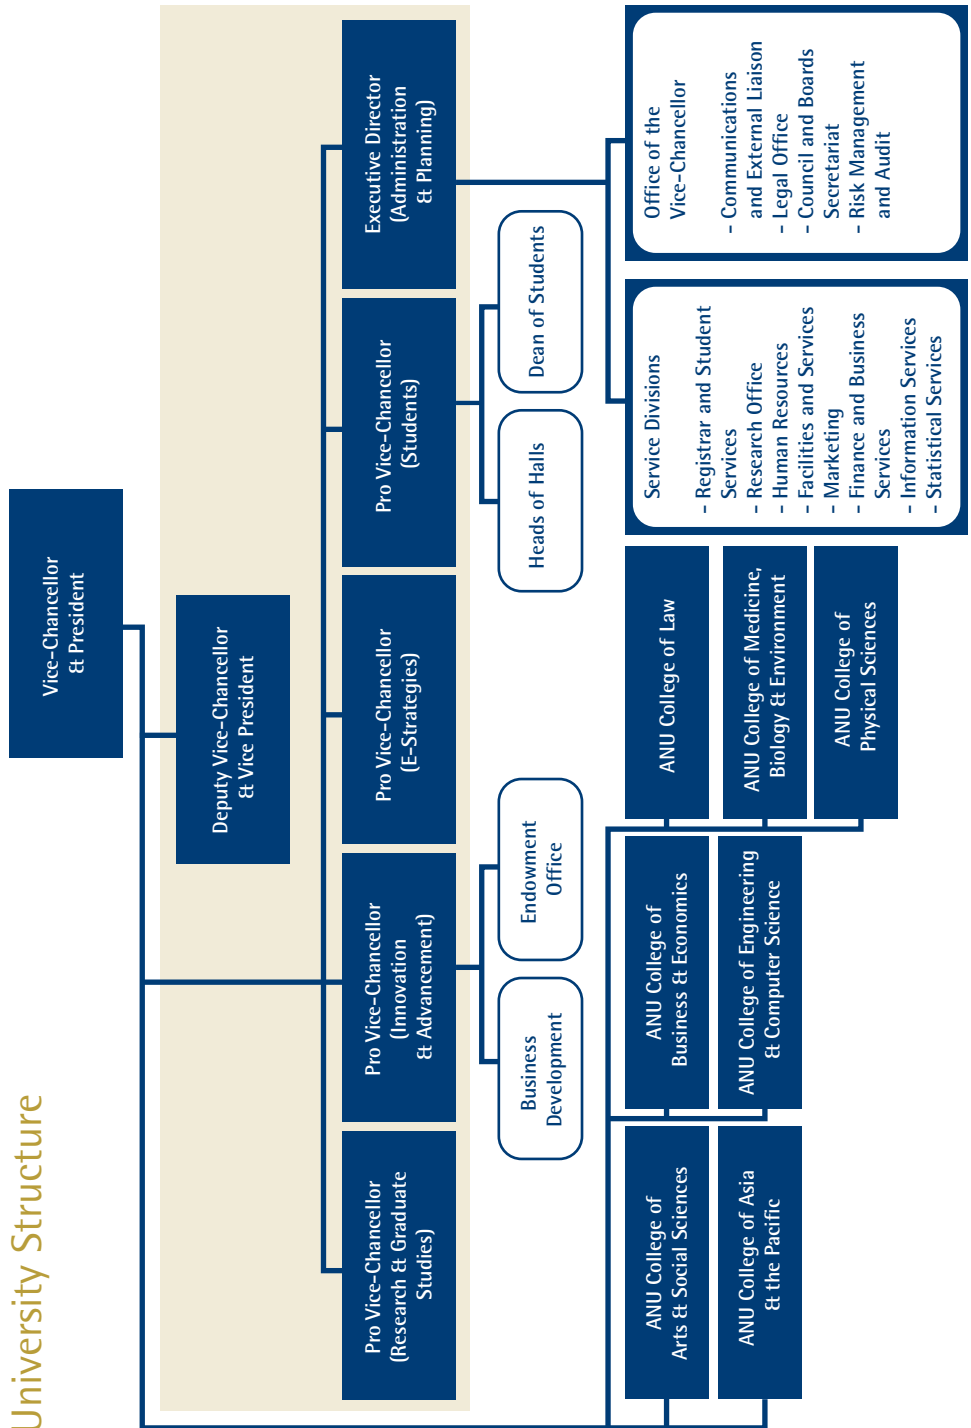 University Structure
Vice-Chancellor
& President
Deputy Vice-Chancellor
& Vice President
Pro Vice-Chancellor
(Research & Graduate
Studies)
Pro Vice-Chancellor
(Innovation
& Advancement)
Pro Vice-Chancellor
(E-Strategies)
Pro Vice-Chancellor
(Students)
Executive Director
(Administration
& Planning)
Business
Development
Endowment
Office
Heads of Halls
Dean of Students
ANU College of
Arts & Social Sciences
ANU College of Asia
& the Pacific
ANU College of
Business & Economics
ANU College of Engineering
& Computer Science
ANU College of Law
ANU College of Medicine,
Biology & Environment
ANU College of
Physical Sciences
Service Divisions
- Registrar and Student
Services
- Research Office
- Human Resources
- Facilities and Services
- Marketing
- Finance and Business
Services
- Information Services
- Statistical Services
Office of the
Vice-Chancellor
- Communications
and External Liaison
- Legal Office
- Council and Boards
Secretariat
- Risk Management
and Audit